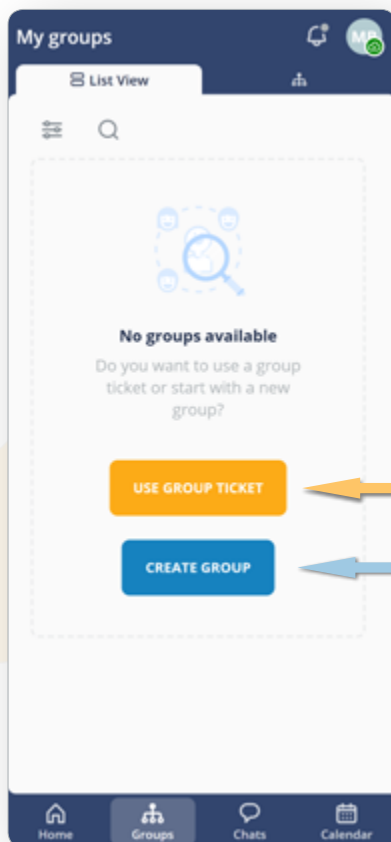 My groups
MB
List View
No groups available
Do you want to use a group
ticket or start with a new
group?
USE GROUP TICKET
CREATE GROUP
Home
Groups
Chats
Calendar